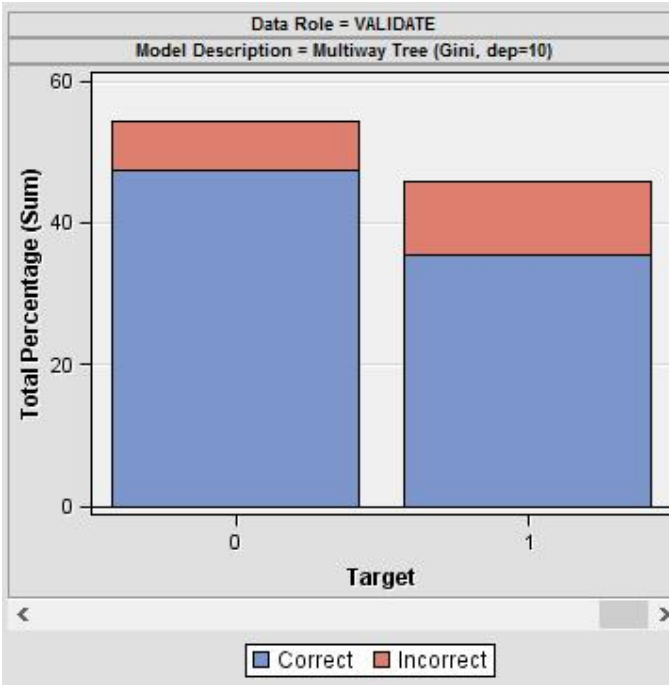 Data Role = VALIDATE
Model Description = Multiway Tree (Gini, dep=10)
Total Percentage (Sum)
60
40
20
0
0 1
Target
Correct Incorrect